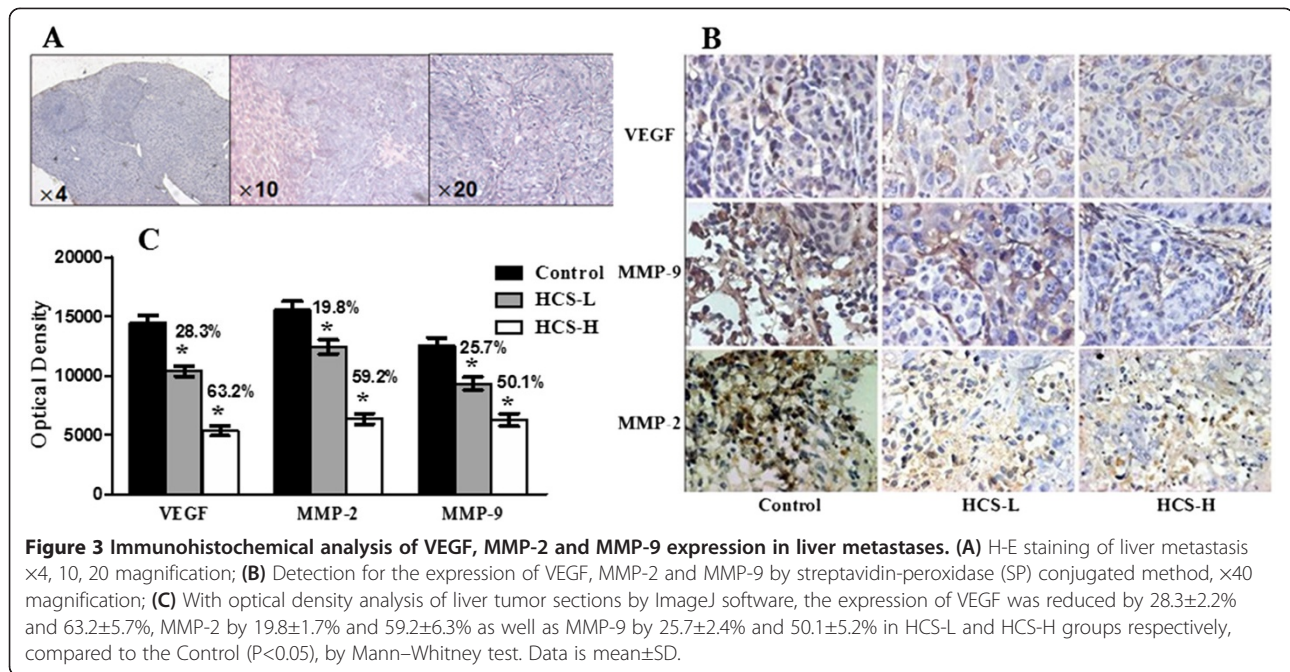 A
×4
×10
×20
B
VEGF
MMP-9
MMP-2
Control
HCS-L
HCS-H
C
20000
15000
10000
5000
0
Optical Density
Control
HCS-L
HCS-H
28.3%
*
63.2%
*
19.8%
*
59.2%
*
25.7%
*
50.1%
*
VEGF
MMP-2
MMP-9
Figure 3 Immunohistochemical analysis of VEGF, MMP-2 and MMP-9 expression in liver metastases. (A) H-E staining of liver metastasis
×4, 10, 20 magnification; (B) Detection for the expression of VEGF, MMP-2 and MMP-9 by streptavidin-peroxidase (SP) conjugated method, ×40
magnification; (C) With optical density analysis of liver tumor sections by ImageJ software, the expression of VEGF was reduced by 28.3±2.2%
and 63.2±5.7%, MMP-2 by 19.8±1.7% and 59.2±6.3% as well as MMP-9 by 25.7±2.4% and 50.1±5.2% in HCS-L and HCS-H groups respectively,
compared to the Control (P<0.05), by Mann–Whitney test. Data is mean±SD.